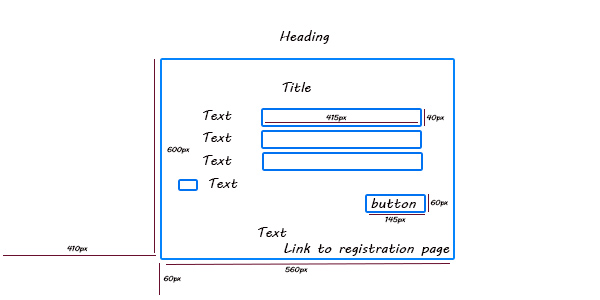 Heading
Title
Text
415px
40px
Text
600px
Text
Text
button
60px
145px
Text
Link to registration page
410px
560px
60px